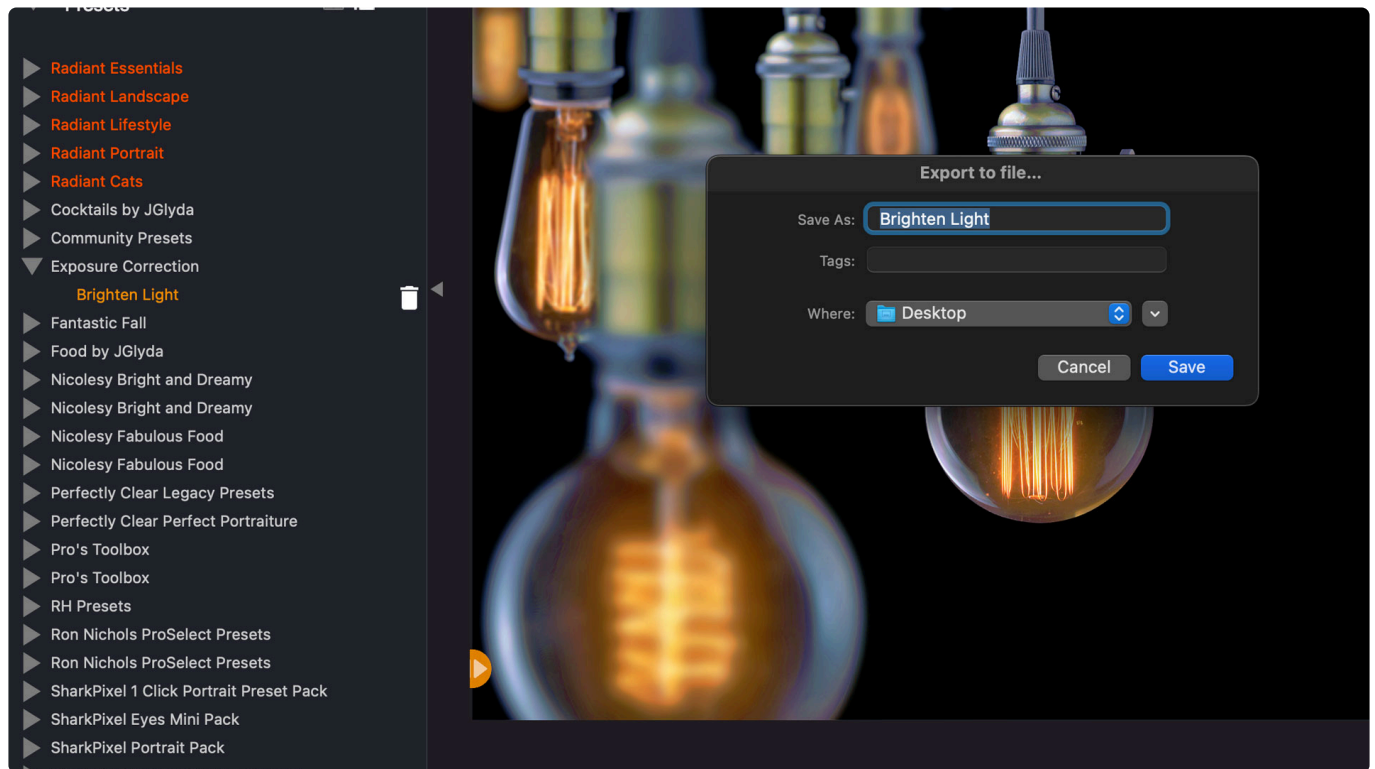 Presets
Radiant Essentials
Radiant Landscape
Radiant Lifestyle
Radiant Portrait
Radiant Cats
Cocktails by JGlyda
Community Presets
Exposure Correction
Brighten Light
Fantastic Fall
Food by JGlyda
Nicolesy Bright and Dreamy
Nicolesy Bright and Dreamy
Nicolesy Fabulous Food
Nicolesy Fabulous Food
Perfectly Clear Legacy Presets
Perfectly Clear Perfect Portraiture
Pro's Toolbox
Pro's Toolbox
RH Presets
Ron Nichols ProSelect Presets
Ron Nichols ProSelect Presets
SharkPixel 1 Click Portrait Preset Pack
SharkPixel Eyes Mini Pack
SharkPixel Portrait Pack
Export to file...
Save As: Brighten Light
Tags:
Where: Desktop
Cancel Save